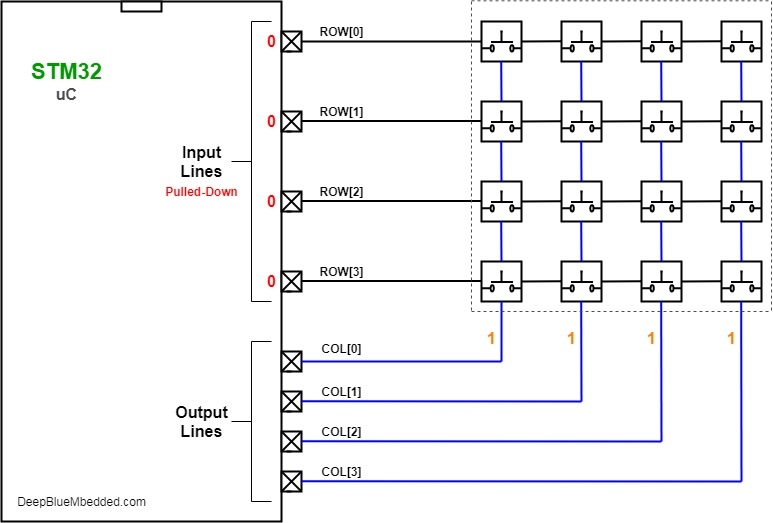 STM32
uC
Input
Lines
Pulled-Down
0
ROW[0]
0
ROW[1]
0
ROW[2]
0
ROW[3]
1
1
1
1
Output
Lines
COL[0]
COL[1]
COL[2]
COL[3]
DeepBlueMbedded.com